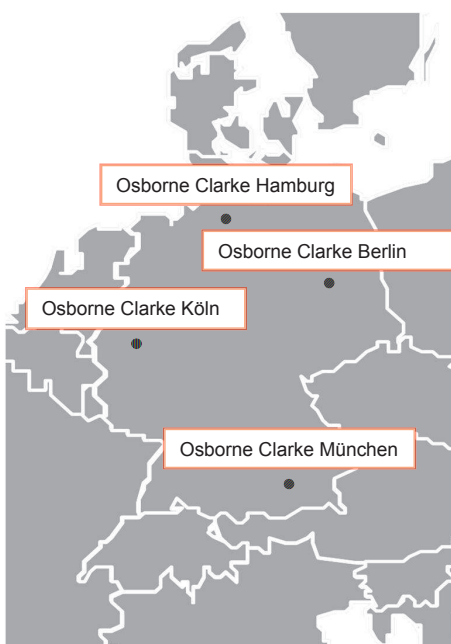 Osborne Clarke Hamburg
Osborne Clarke Berlin
Osborne Clarke Köln
Osborne Clarke München